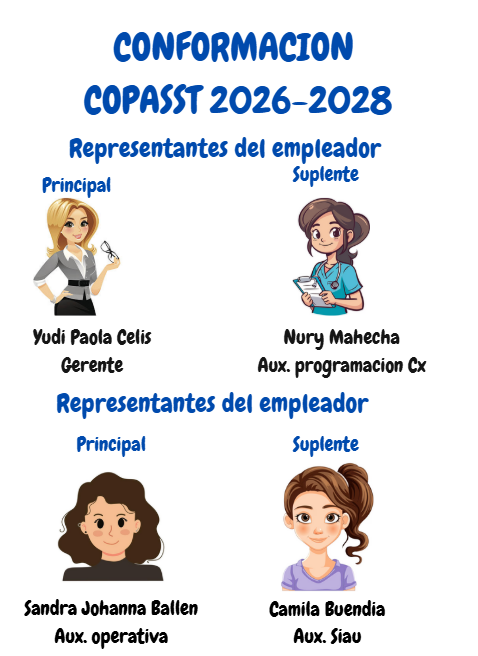 CONFORMACION
COPASST 2026-2028
Representantes del empleador
Principal
Suplente
Yudi Paola Celis
Gerente
Nury Mahecha
Aux. programacion Cx
Representantes del empleador
Principal
Suplente
Sandra Johanna Ballen
Aux. operativa
Camila Buendia
Aux. Siau